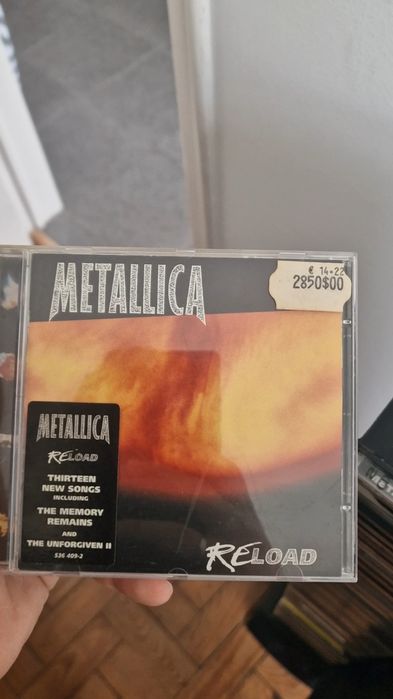 METALLICA
€ 14.22
2850$00
METALLICA
RELOAD
THIRTEEN
NEW SONGS
INCLUDING
THE MEMORY
REMAINS
AND
THE UNFORGIVEN II
536 409-2
RELOAD